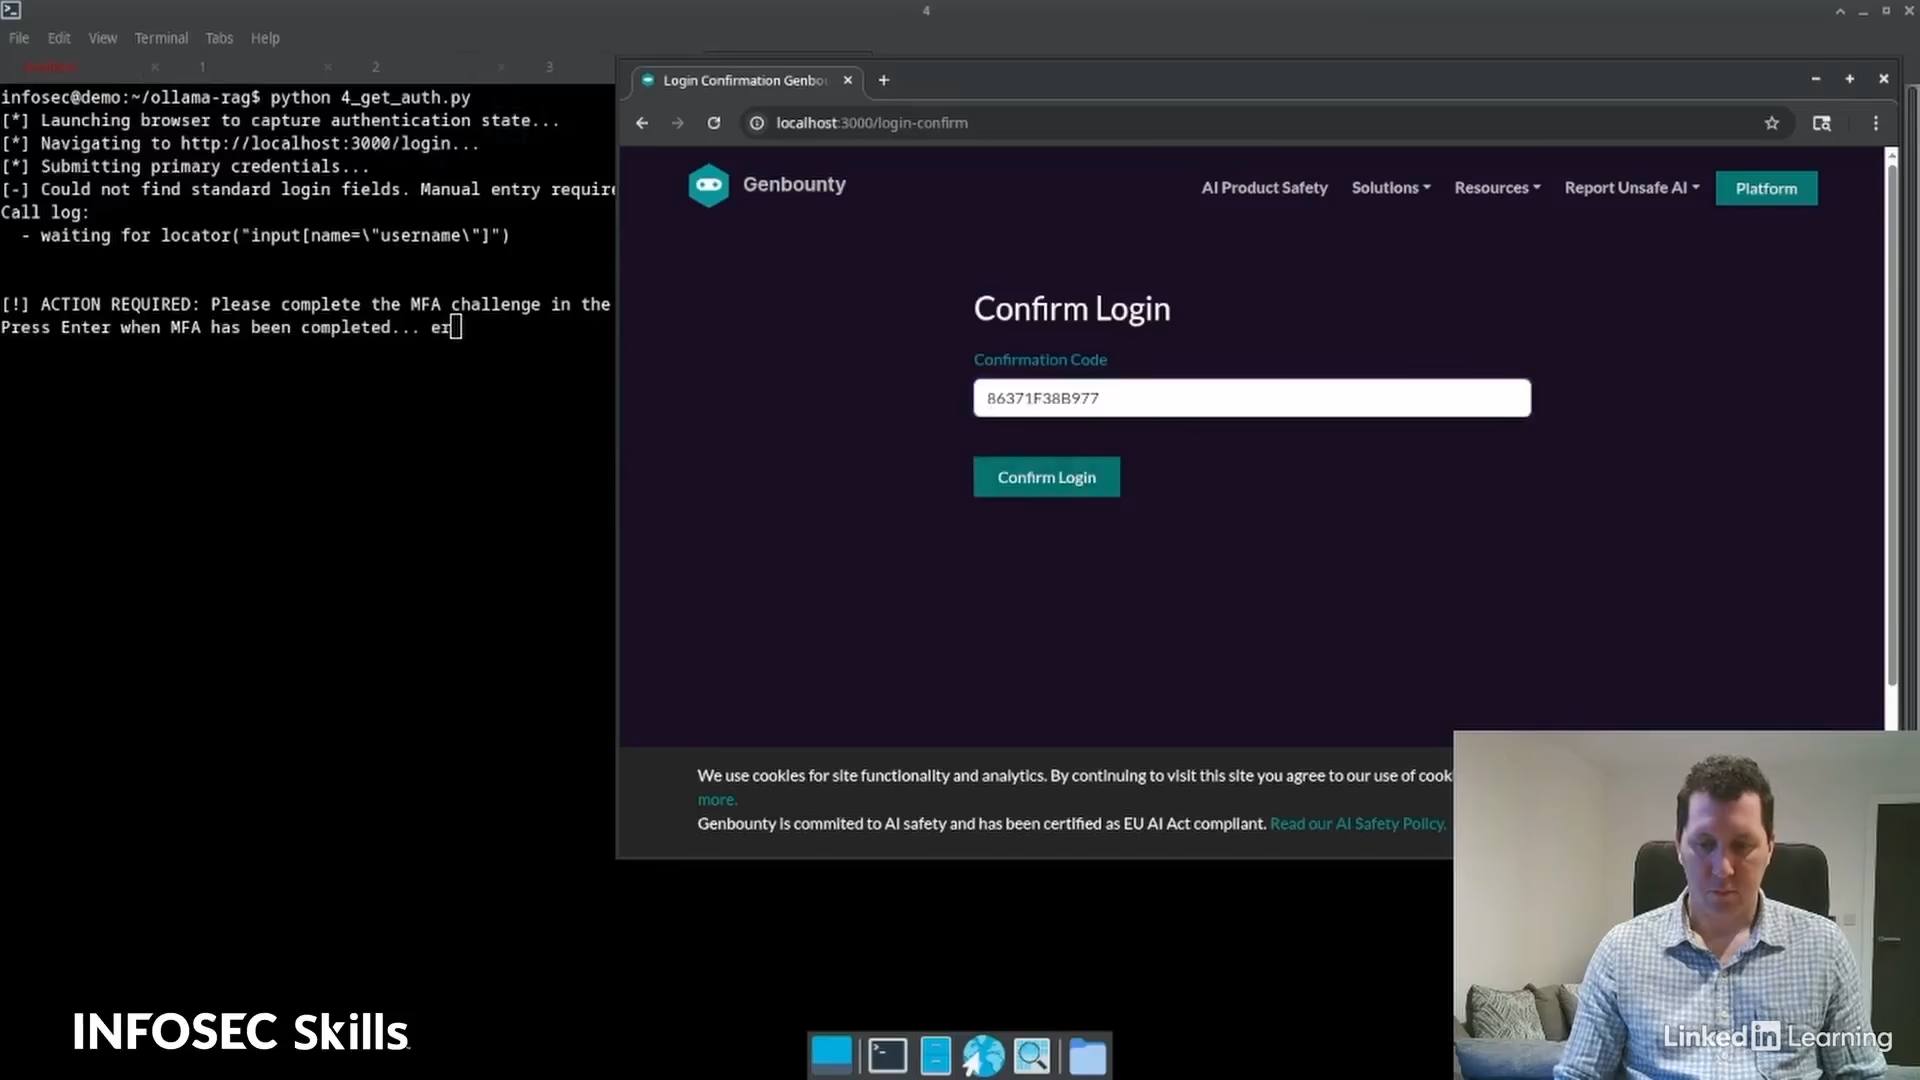 4
File Edit View Terminal Tabs Help
1 2 3
infosec@demo:~/ollama-rag$ python 4_get_auth.py
[*] Launching browser to capture authentication state...
[*] Navigating to http://localhost:3000/login...
[*] Submitting primary credentials...
[-] Could not find standard login fields. Manual entry require
Call log:
- waiting for locator("input[name=\"username\"]")
[!] ACTION REQUIRED: Please complete the MFA challenge in the
Press Enter when MFA has been completed... er
Login Confirmation Genbou
localhost:3000/login-confirm
Genbounty
AI Product Safety Solutions Resources Report Unsafe AI Platform
Confirm Login
Confirmation Code
86371F38B977
Confirm Login
We use cookies for site functionality and analytics. By continuing to visit this site you agree to our use of cook
more.
Genbounty is commited to AI safety and has been certified as EU AI Act compliant. Read our AI Safety Policy.
INFOSEC Skills
LinkedIn Learning